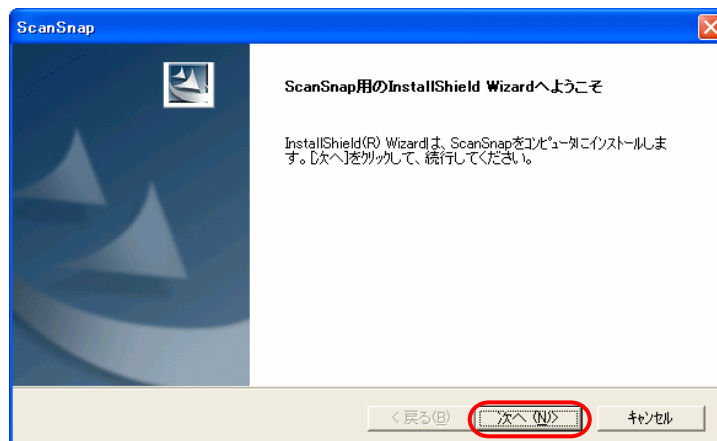 ScanSnap
ScanSnap用のInstallShield Wizardへようこそ
InstallShield(R) Wizardは、ScanSnapをコンピュータにインストールしま
す。[次へ]をクリックして、続行してください。
< 戻る(B)
次へ (N)>
キャンセル